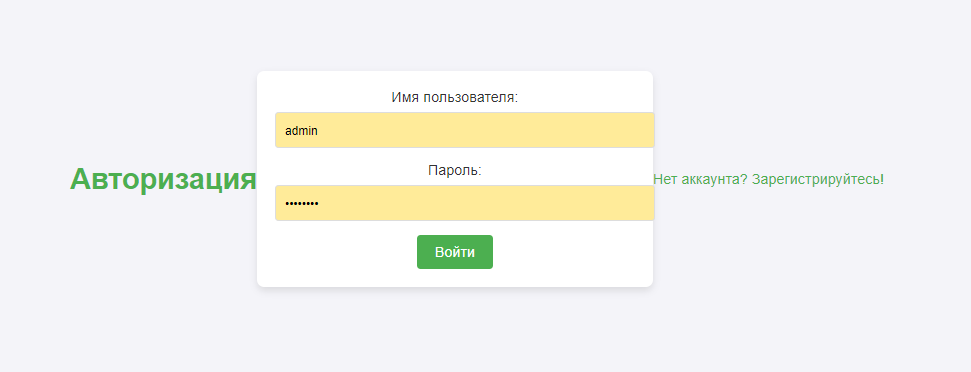 Авторизация
Имя пользователя:
admin
Пароль:
••••••••
Войти
Нет аккаунта? Зарегистрируйтесь!